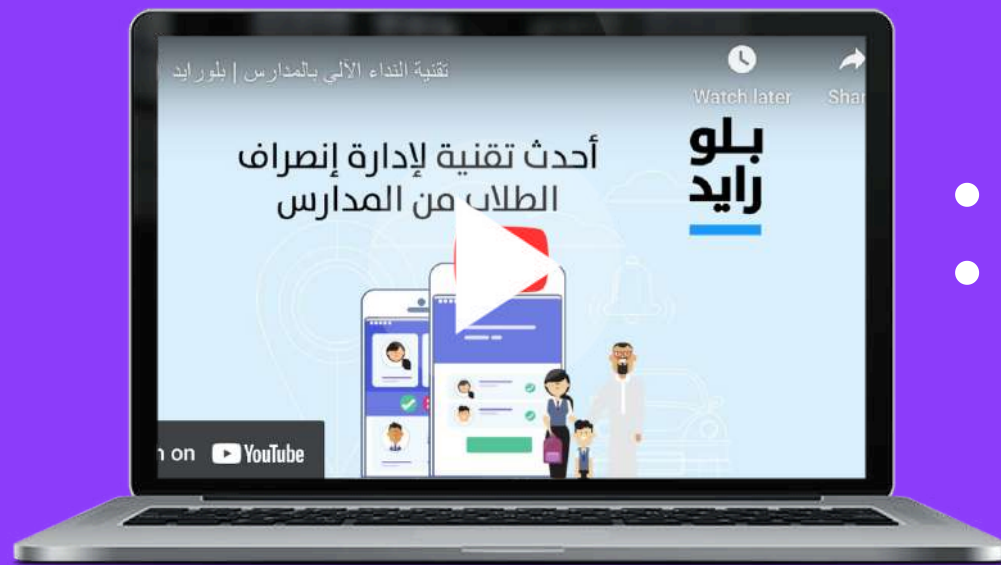 تقنية النداء الآلي بالمدارس | بلورايد
Watch later
Shar
بلو
رايد
أحدث تقنية لإدارة إنصراف
الطلاب من المدارس
n on YouTube